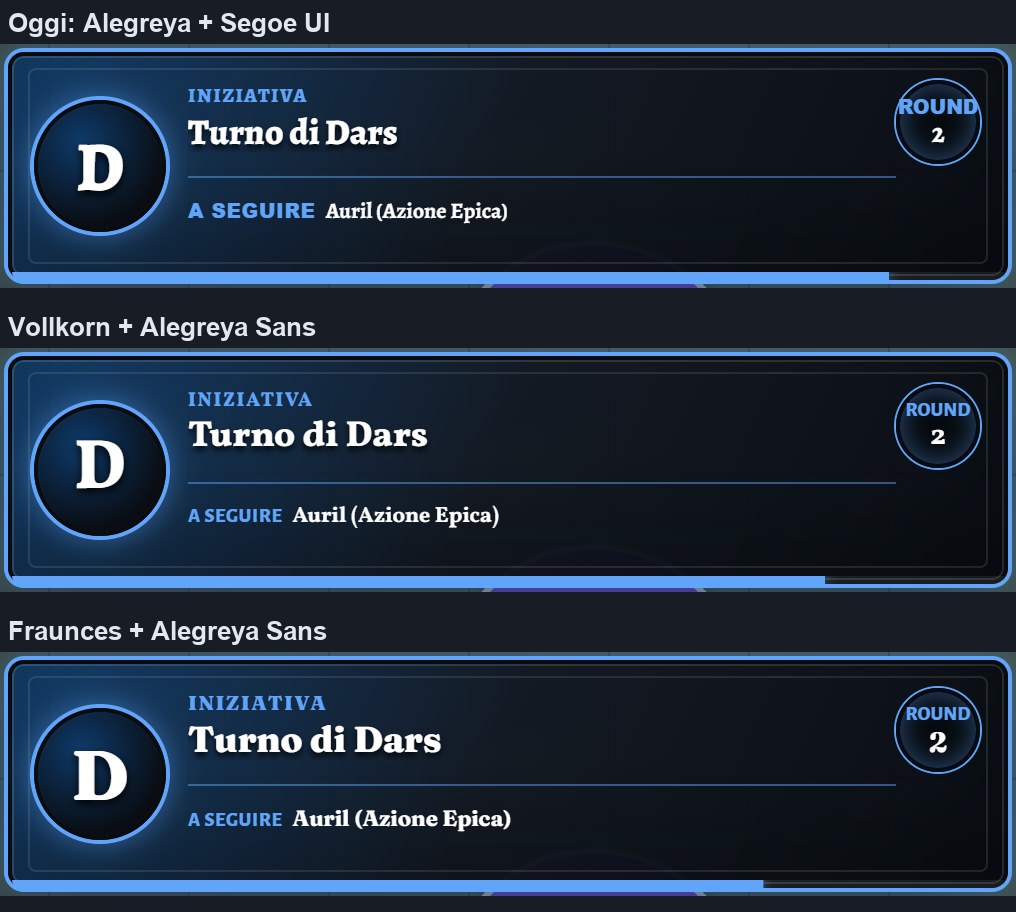 Oggi: Alegreya + Segoe UI
INIZIATIVA
Turno di Dars
D
ROUND
2
A SEGUIRE Auril (Azione Epica)
Vollkorn + Alegreya Sans
INIZIATIVA
Turno di Dars
D
ROUND
2
A SEGUIRE Auril (Azione Epica)
Fraunces + Alegreya Sans
INIZIATIVA
Turno di Dars
D
ROUND
2
A SEGUIRE Auril (Azione Epica)